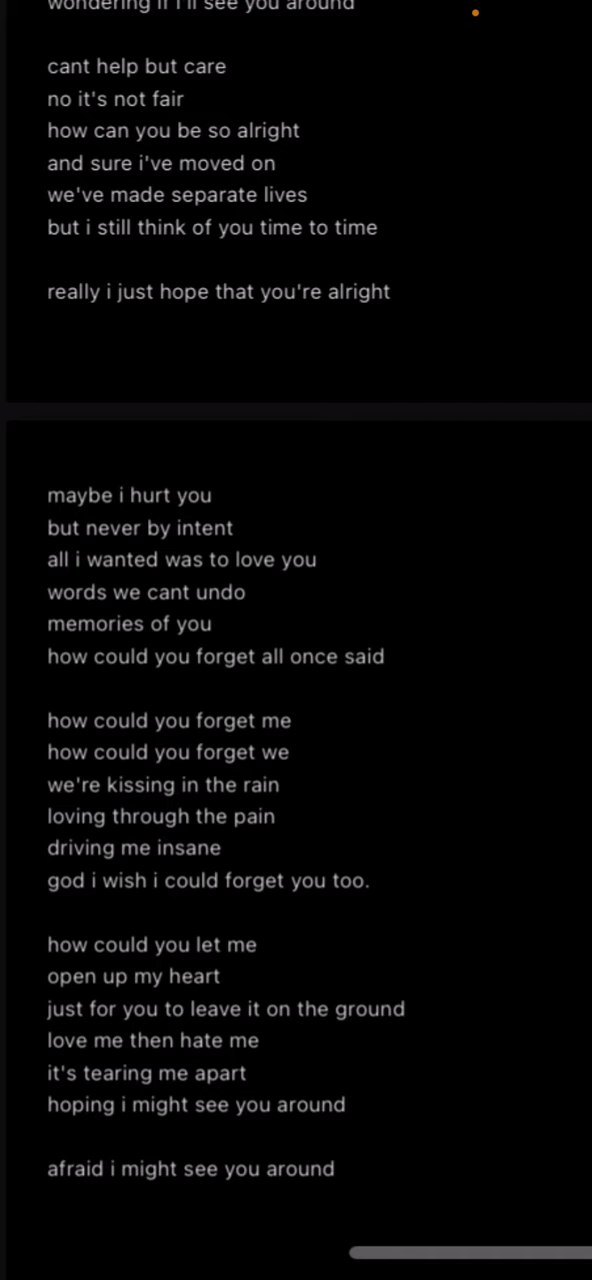 wondering if i'll see you around
cant help but care
no it's not fair
how can you be so alright
and sure i've moved on
we've made separate lives
but i still think of you time to time
really i just hope that you're alright
maybe i hurt you
but never by intent
all i wanted was to love you
words we cant undo
memories of you
how could you forget all once said
how could you forget me
how could you forget we
we're kissing in the rain
loving through the pain
driving me insane
god i wish i could forget you too.
how could you let me
open up my heart
just for you to leave it on the ground
love me then hate me
it's tearing me apart
hoping i might see you around
afraid i might see you around